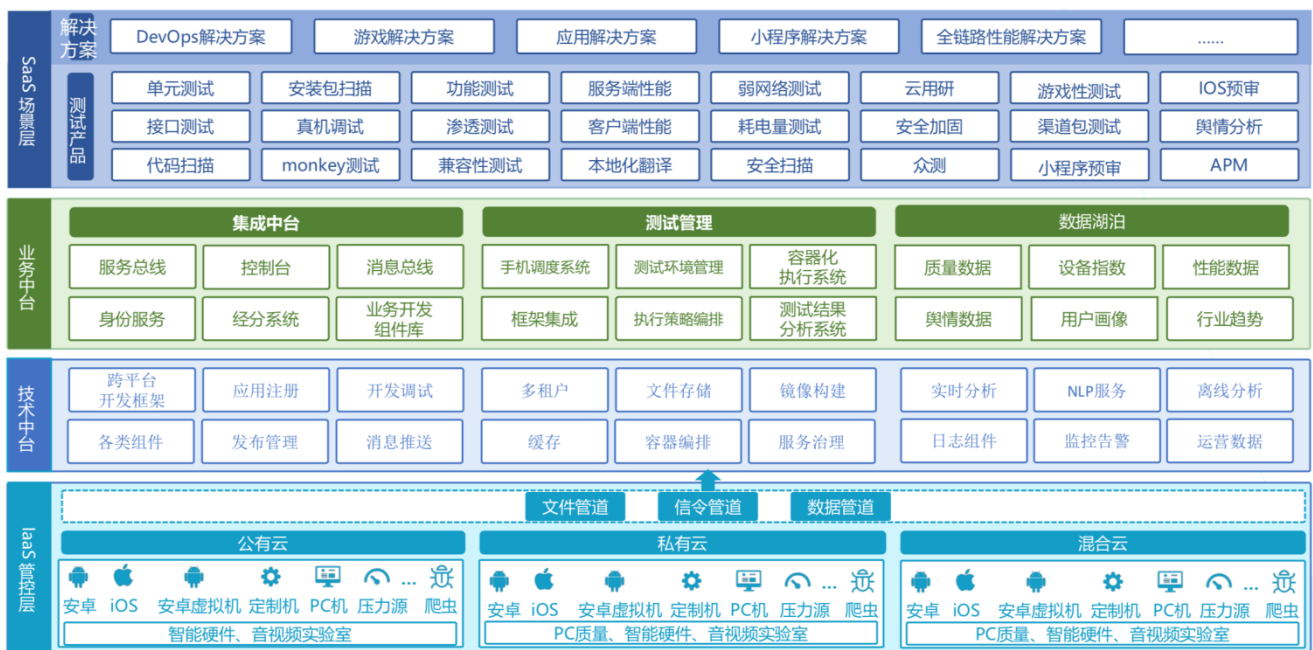 SaaS 场景层
解决
方案
DevOps解决方案
游戏解决方案
应用解决方案
小程序解决方案
全链路性能解决方案
......
测试产品
单元测试
安装包扫描
功能测试
服务端性能
弱网络测试
云用研
游戏性测试
IOS预审
接口测试
真机调试
渗透测试
客户端性能
耗电量测试
安全加固
渠道包测试
舆情分析
代码扫描
monkey测试
兼容性测试
本地化翻译
安全扫描
众测
小程序预审
APM
业务中台
集成中台
测试管理
数据湖泊
服务总线
控制台
消息总线
手机调度系统
测试环境管理
容器化
执行系统
质量数据
设备指数
性能数据
身份服务
经分系统
业务开发
组件库
框架集成
执行策略编排
测试结果
分析系统
舆情数据
用户画像
行业趋势
技术中台
跨平台
开发框架
应用注册
开发调试
多租户
文件存储
镜像构建
实时分析
NLP服务
离线分析
各类组件
发布管理
消息推送
缓存
容器编排
服务治理
日志组件
监控告警
运营数据
IaaS 管控层
文件管道
信令管道
数据管道
公有云
私有云
混合云
...
安卓
iOS
安卓虚拟机
定制机
PC机
压力源
爬虫
智能硬件、音视频实验室
...
安卓
iOS
安卓虚拟机
定制机
PC机
压力源
爬虫
PC质量、智能硬件、音视频实验室
...
安卓
iOS
安卓虚拟机
定制机
PC机
压力源
爬虫
PC质量、智能硬件、音视频实验室